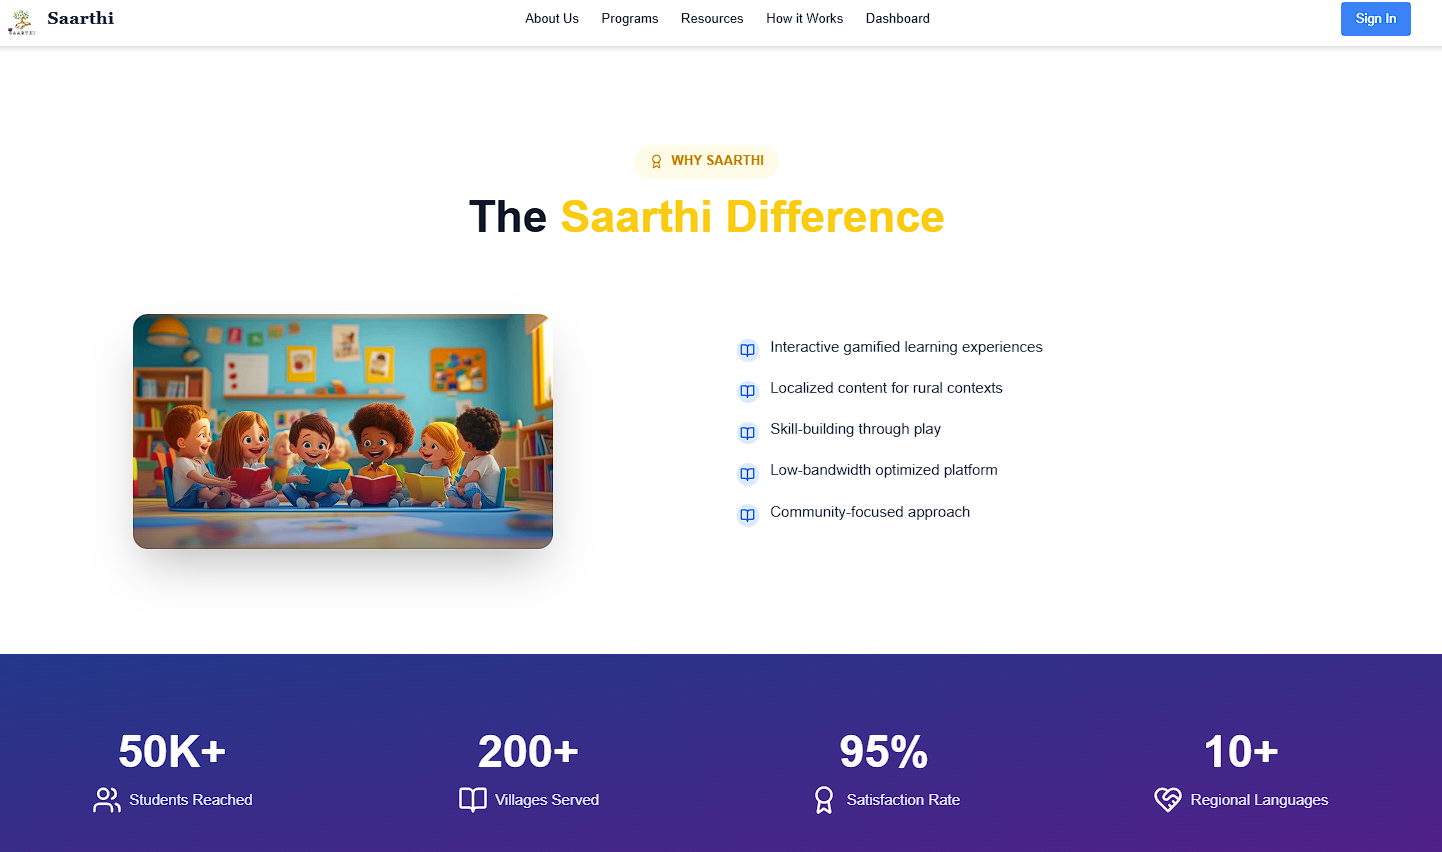 SAARTHI
Saarthi
About Us
Programs
Resources
How it Works
Dashboard
Sign In
WHY SAARTHI
The Saarthi Difference
Interactive gamified learning experiences
Localized content for rural contexts
Skill-building through play
Low-bandwidth optimized platform
Community-focused approach
50K+
Students Reached
200+
Villages Served
95%
Satisfaction Rate
10+
Regional Languages